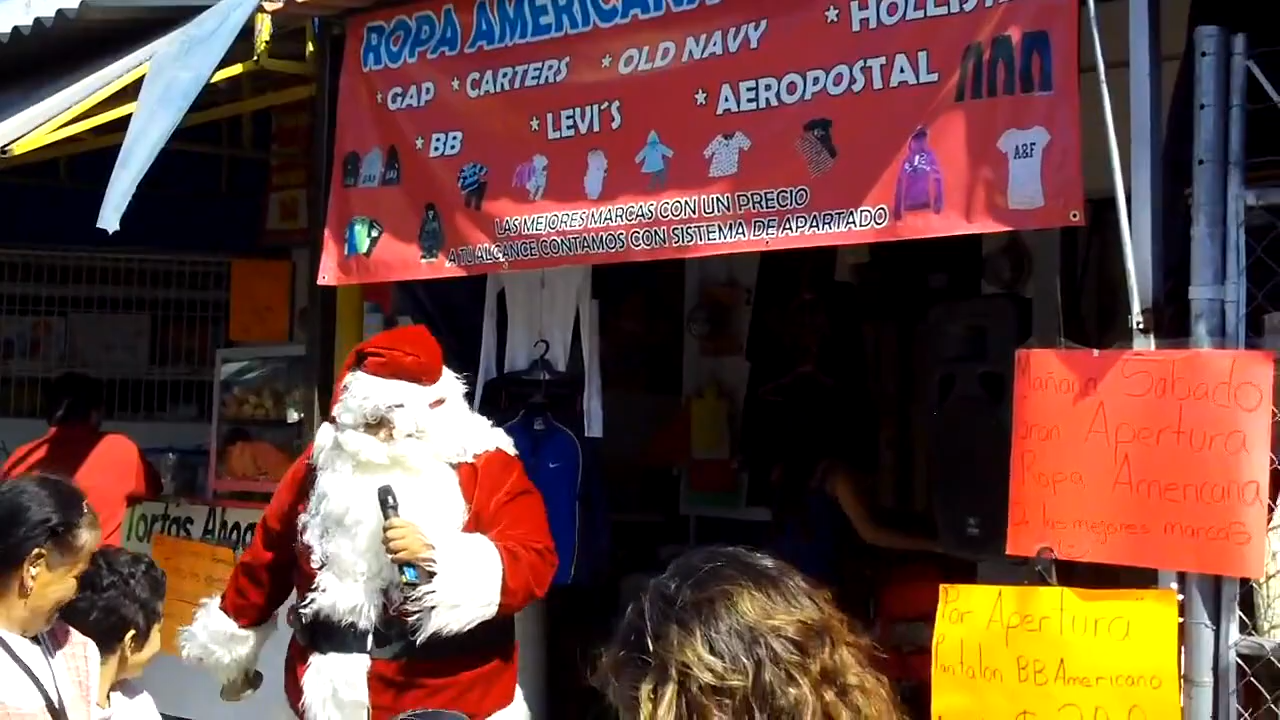 ROPA AMERICANA
* HOLLIST
* GAP * CARTERS * OLD NAVY
* BB * LEVI´S * AEROPOSTAL
A&F
LAS MEJORES MARCAS CON UN PRECIO
A TU ALCANCE CONTAMOS CON SISTEMA DE APARTADO
Tortas Ahog
Mañana Sabado
Gran Apertura
Ropa Americana
De las mejores marcas
Por Apertura
Pantalon BB Americano